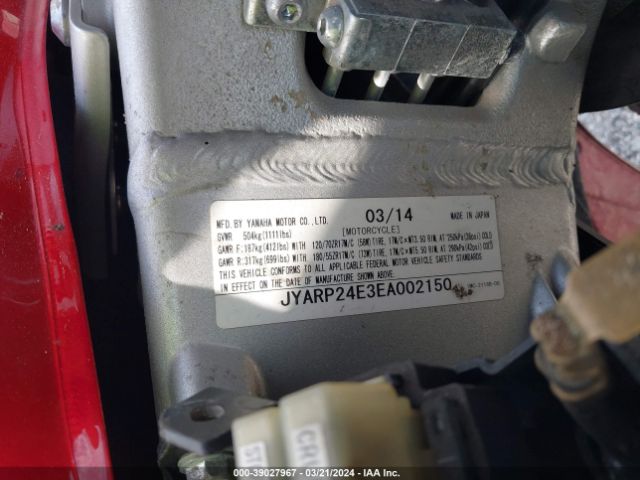 03/14
MFD. BY YAMAHA MOTOR CO., LTD. MADE IN JAPAN
GVWR 504kg(1111lbs) [MOTORCYCLE]
GAWR F:187kg(412lbs) WITH 120/70ZR17M/C (58W) TIRE, 17M/C×MT3.50 RIM, AT 250kPa(36psi) COLD
GAWR R:317kg(699lbs) WITH 180/55ZR17M/C (73W) TIRE, 17M/C×MT5.50 RIM, AT 290kPa(42psi) COLD
THIS VEHICLE CONFORMS TO ALL APPLICABLE FEDERAL MOTOR VEHICLE SAFETY STANDARDS
IN EFFECT ON THE DATE OF MANUFACTURE SHOWN ABOVE.
JYARP24E3EA002150
CR
ST
000-39027967 - 03/21/2024 - IAA Inc.